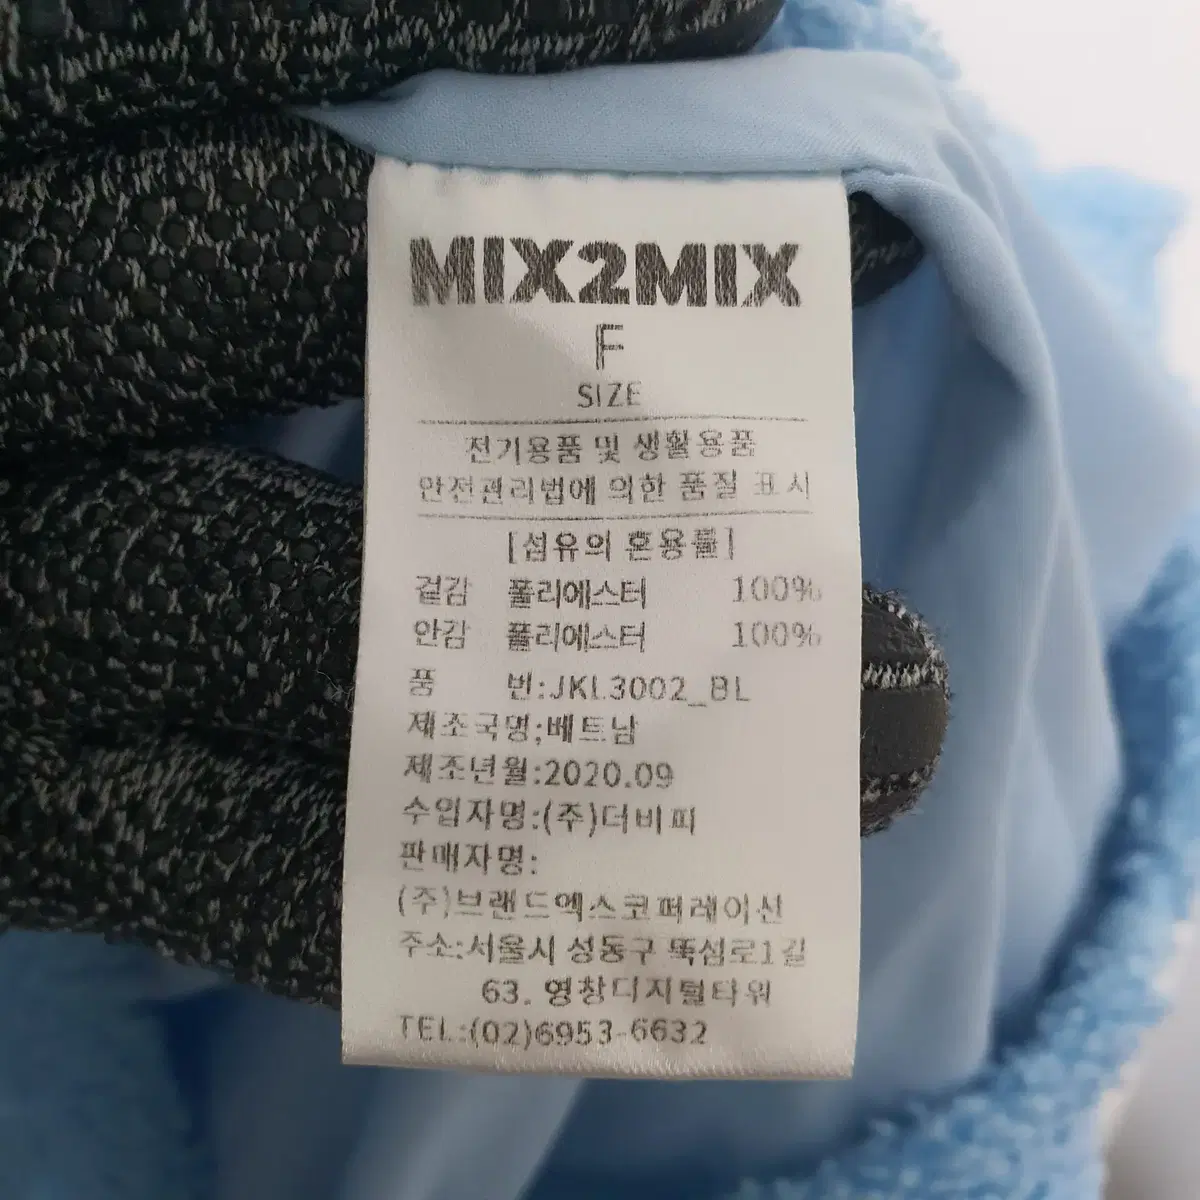 MIX2MIX
F
SIZE
전기용품 및 생활용품
안전관리법에 의한 품질 표시
[섬유의 혼용률]
겉감 폴리에스터 100%
안감 폴리에스터 100%
품 번:JKL3002_BL
제조국명;베트남
제조년월:2020.09
수입자명:(주)더비피
판매자명:
(주)브랜드엑스코퍼레이션
주소:서울시 성동구 뚝섬로1길
63. 영창디지털타워
TEL:(02)6953-6632